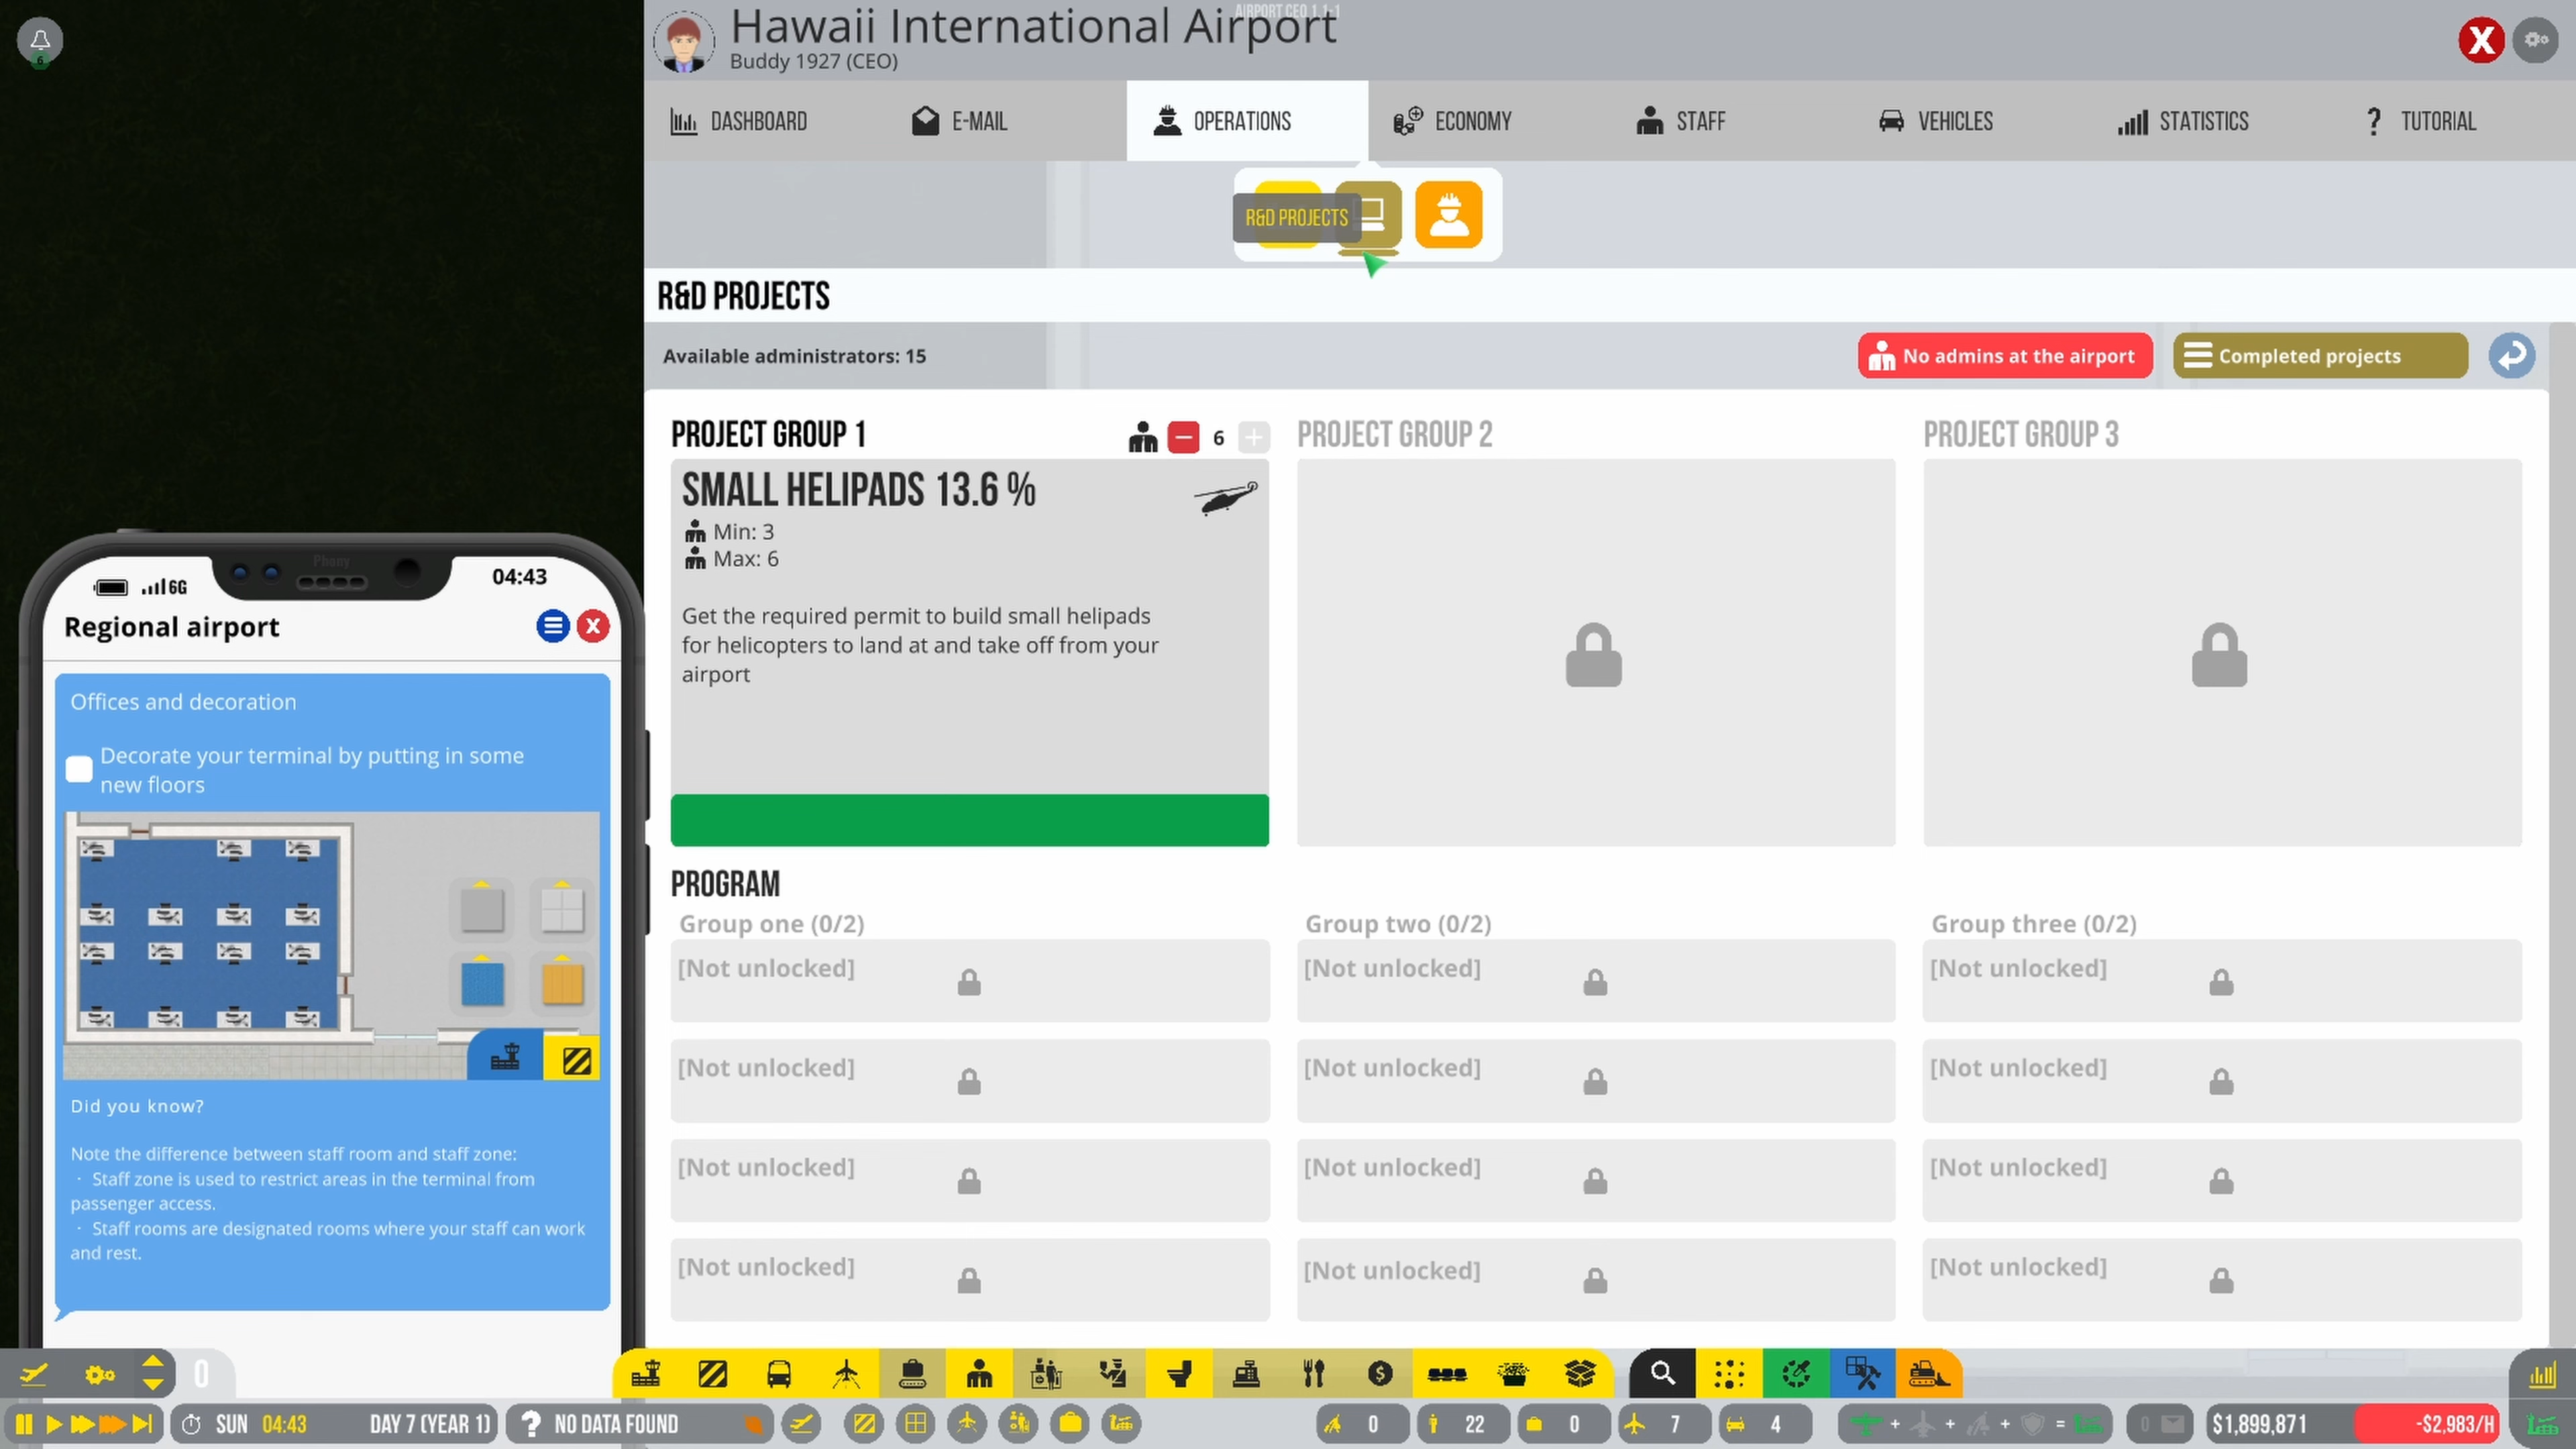 AIRPORT CEO 1.1-1
Hawaii International Airport
Buddy 1927 (CEO)
6
X
DASHBOARD
E-MAIL
OPERATIONS
ECONOMY
STAFF
VEHICLES
STATISTICS
? TUTORIAL
R&D PROJECTS
R&D PROJECTS
Available administrators: 15
No admins at the airport
Completed projects
PROJECT GROUP 1
6
PROJECT GROUP 2
PROJECT GROUP 3
SMALL HELIPADS 13.6 %
Min: 3
Max: 6
Get the required permit to build small helipads
for helicopters to land at and take off from your
airport
PROGRAM
Group one (0/2)
Group two (0/2)
Group three (0/2)
[Not unlocked]
[Not unlocked]
[Not unlocked]
[Not unlocked]
[Not unlocked]
[Not unlocked]
[Not unlocked]
[Not unlocked]
[Not unlocked]
[Not unlocked]
[Not unlocked]
[Not unlocked]
Phony
6G
04:43
Regional airport
X
Offices and decoration
Decorate your terminal by putting in some
new floors
Did you know?
Note the difference between staff room and staff zone:
· Staff zone is used to restrict areas in the terminal from
passenger access.
· Staff rooms are designated rooms where your staff can work
and rest.
0
SUN 04:43 DAY 7 (YEAR 1)
? NO DATA FOUND
0
22
0
7
4
+ + + =
0
$1,899,871
-$2,983/H